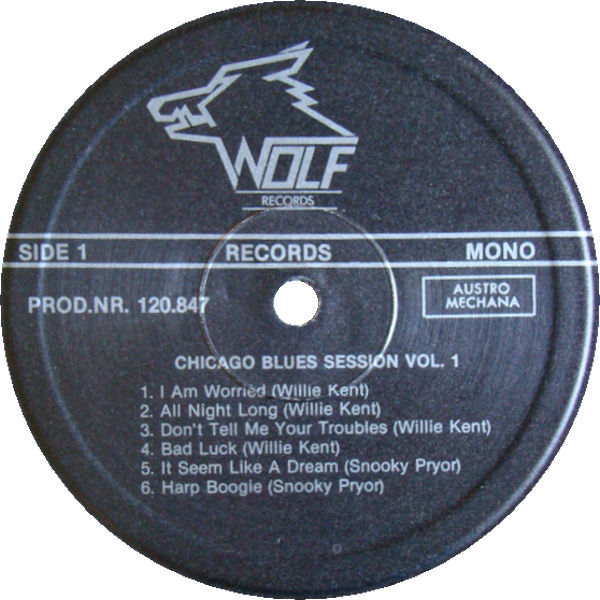 WOLF
RECORDS
SIDE 1 RECORDS MONO
PROD.NR. 120.847
AUSTRO
MECHANA
CHICAGO BLUES SESSION VOL. 1
1. I Am Worried (Willie Kent)
2. All Night Long (Willie Kent)
3. Don't Tell Me Your Troubles (Willie Kent)
4. Bad Luck (Willie Kent)
5. It Seem Like A Dream (Snooky Pryor)
6. Harp Boogie (Snooky Pryor)